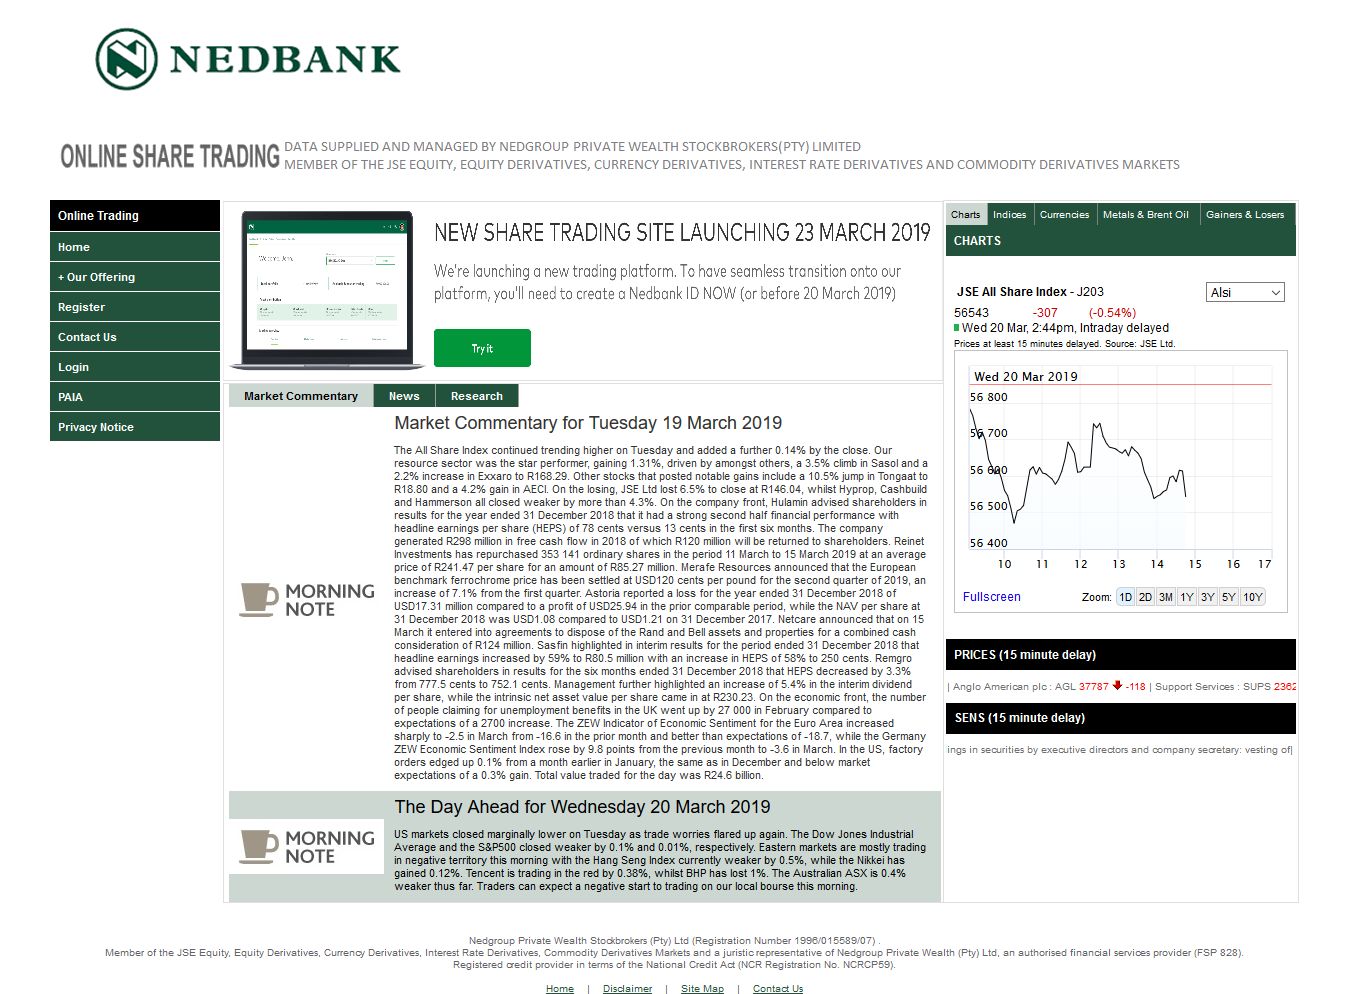 NEDBANK
ONLINE SHARE TRADING
DATA SUPPLIED AND MANAGED BY NEDGROUP PRIVATE WEALTH STOCKBROKERS(PTY) LIMITED
MEMBER OF THE JSE EQUITY, EQUITY DERIVATIVES, CURRENCY DERIVATIVES, INTEREST RATE DERIVATIVES AND COMMODITY DERIVATIVES MARKETS
Online Trading
Home
+ Our Offering
Register
Contact Us
Login
PAIA
Privacy Notice
NEW SHARE TRADING SITE LAUNCHING 23 MARCH 2019
We're launching a new trading platform. To have seamless transition onto our
platform, you'll need to create a Nedbank ID NOW (or before 20 March 2019)
Try it
Market Commentary News Research
Market Commentary for Tuesday 19 March 2019
MORNING
NOTE
The All Share Index continued trending higher on Tuesday and added a further 0.14% by the close. Our
resource sector was the star performer, gaining 1.31%, driven by amongst others, a 3.5% climb in Sasol and a
2.2% increase in Exxaro to R168.29. Other stocks that posted notable gains include a 10.5% jump in Tongaat to
R18.80 and a 4.2% gain in AECI. On the losing, JSE Ltd lost 6.5% to close at R146.04, whilst Hyprop, Cashbuild
and Hammerson all closed weaker by more than 4.3%. On the company front, Hulamin advised shareholders in
results for the year ended 31 December 2018 that it had a strong second half financial performance with
headline earnings per share (HEPS) of 78 cents versus 13 cents in the first six months. The company
generated R298 million in free cash flow in 2018 of which R120 million will be returned to shareholders. Reinet
Investments has repurchased 353 141 ordinary shares in the period 11 March to 15 March 2019 at an average
price of R241.47 per share for an amount of R85.27 million. Merafe Resources announced that the European
benchmark ferrochrome price has been settled at USD120 cents per pound for the second quarter of 2019, an
increase of 7.1% from the first quarter. Astoria reported a loss for the year ended 31 December 2018 of
USD17.31 million compared to a profit of USD25.94 in the prior comparable period, while the NAV per share at
31 December 2018 was USD1.08 compared to USD1.21 on 31 December 2017. Netcare announced that on 15
March it entered into agreements to dispose of the Rand and Bell assets and properties for a combined cash
consideration of R124 million. Sasfin highlighted in interim results for the period ended 31 December 2018 that
headline earnings increased by 59% to R80.5 million with an increase in HEPS of 58% to 250 cents. Remgro
advised shareholders in results for the six months ended 31 December 2018 that HEPS decreased by 3.3%
from 777.5 cents to 752.1 cents. Management further highlighted an increase of 5.4% in the interim dividend
per share, while the intrinsic net asset value per share came in at R230.23. On the economic front, the number
of people claiming for unemployment benefits in the UK went up by 27 000 in February compared to
expectations of a 2700 increase. The ZEW Indicator of Economic Sentiment for the Euro Area increased
sharply to -2.5 in March from -16.6 in the prior month and better than expectations of -18.7, while the Germany
ZEW Economic Sentiment Index rose by 9.8 points from the previous month to -3.6 in March. In the US, factory
orders edged up 0.1% from a month earlier in January, the same as in December and below market
expectations of a 0.3% gain. Total value traded for the day was R24.6 billion.
The Day Ahead for Wednesday 20 March 2019
MORNING
NOTE
US markets closed marginally lower on Tuesday as trade worries flared up again. The Dow Jones Industrial
Average and the S&P500 closed weaker by 0.1% and 0.01%, respectively. Eastern markets are mostly trading
in negative territory this morning with the Hang Seng Index currently weaker by 0.5%, while the Nikkei has
gained 0.12%. Tencent is trading in the red by 0.38%, whilst BHP has lost 1%. The Australian ASX is 0.4%
weaker thus far. Traders can expect a negative start to trading on our local bourse this morning.
Charts Indices Currencies Metals & Brent Oil Gainers & Losers
CHARTS
JSE All Share Index - J203
Alsi
56543 -307 (-0.54%)
Wed 20 Mar, 2:44pm, Intraday delayed
Prices at least 15 minutes delayed. Source: JSE Ltd.
Wed 20 Mar 2019
56 800
56 700
56 600
56 500
56 400
10 11 12 13 14 15 16 17
Fullscreen Zoom: 1D 2D 3M 1Y 3Y 5Y 10Y
PRICES (15 minute delay)
| Anglo American plc : AGL 37787 -118 | Support Services : SUPS 2362
SENS (15 minute delay)
ings in securities by executive directors and company secretary: vesting of|
Nedgroup Private Wealth Stockbrokers (Pty) Ltd (Registration Number 1996/015589/07) .
Member of the JSE Equity, Equity Derivatives, Currency Derivatives, Interest Rate Derivatives, Commodity Derivatives Markets and a juristic representative of Nedgroup Private Wealth (Pty) Ltd, an authorised financial services provider (FSP 828).
Registered credit provider in terms of the National Credit Act (NCR Registration No. NCRCP59).
Home | Disclaimer | Site Map | Contact Us